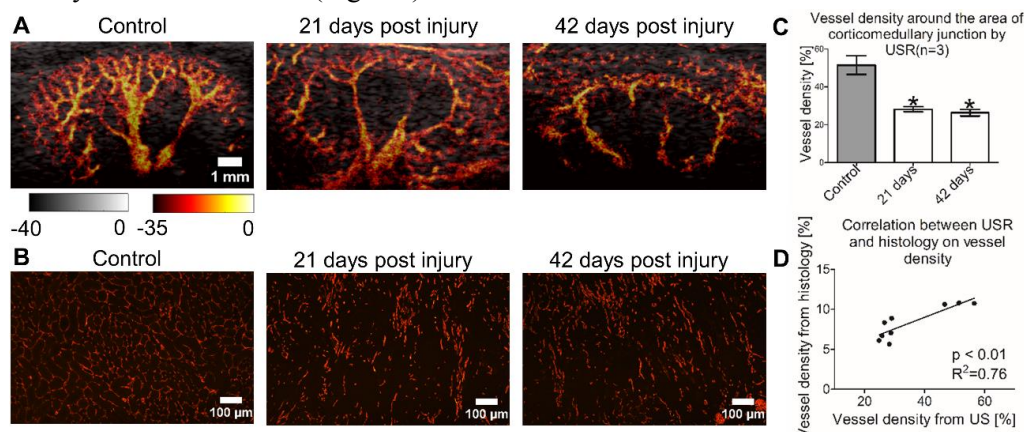 A
Control
21 days post injury
42 days post injury
1 mm
-40
0
-35
0
B
Control
21 days post injury
42 days post injury
100 µm
100 µm
100 µm
C
Vessel density around the area of
corticomedullary junction by
USR(n=3)
Vessel density [%]
60
40
20
0
*
*
Control
21 days
42 days
D
Correlation between USR
and histology on vessel
density
Vessel density from histology [%]
15
10
5
0
p < 0.01
R²=0.76
20
40
60
Vessel density from US [%]